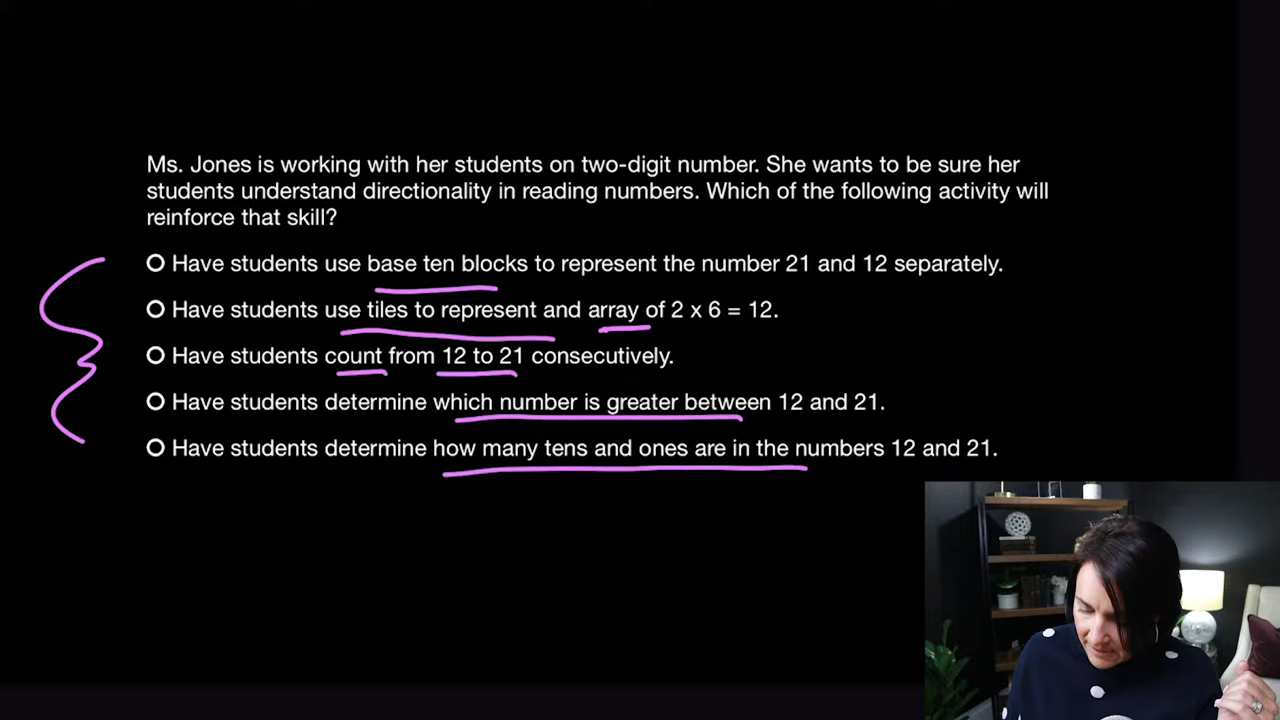 Ms. Jones is working with her students on two-digit number. She wants to be sure her
students understand directionality in reading numbers. Which of the following activity will
reinforce that skill?
Have students use base ten blocks to represent the number 21 and 12 separately.
Have students use tiles to represent and array of 2 x 6 = 12.
Have students count from 12 to 21 consecutively.
Have students determine which number is greater between 12 and 21.
Have students determine how many tens and ones are in the numbers 12 and 21.